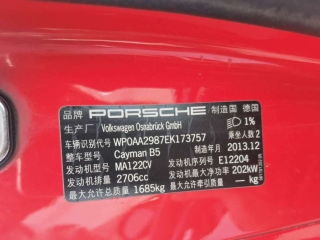 品牌 PORSCHE 制造国 德国
生产厂 Volkswagen Osnabrück GmbH 1%
车辆识别代号 WP0AA2987EK173757 乘坐人数 2
型号 Cayman B5 制造年月 2013.12
发动机型号 MA122CV 发动机序列号 E12204
发动机排量 2706cc 发动机最大净功率 202kW
最大允许总质量 1685kg 最大允许牵引质量 — kg